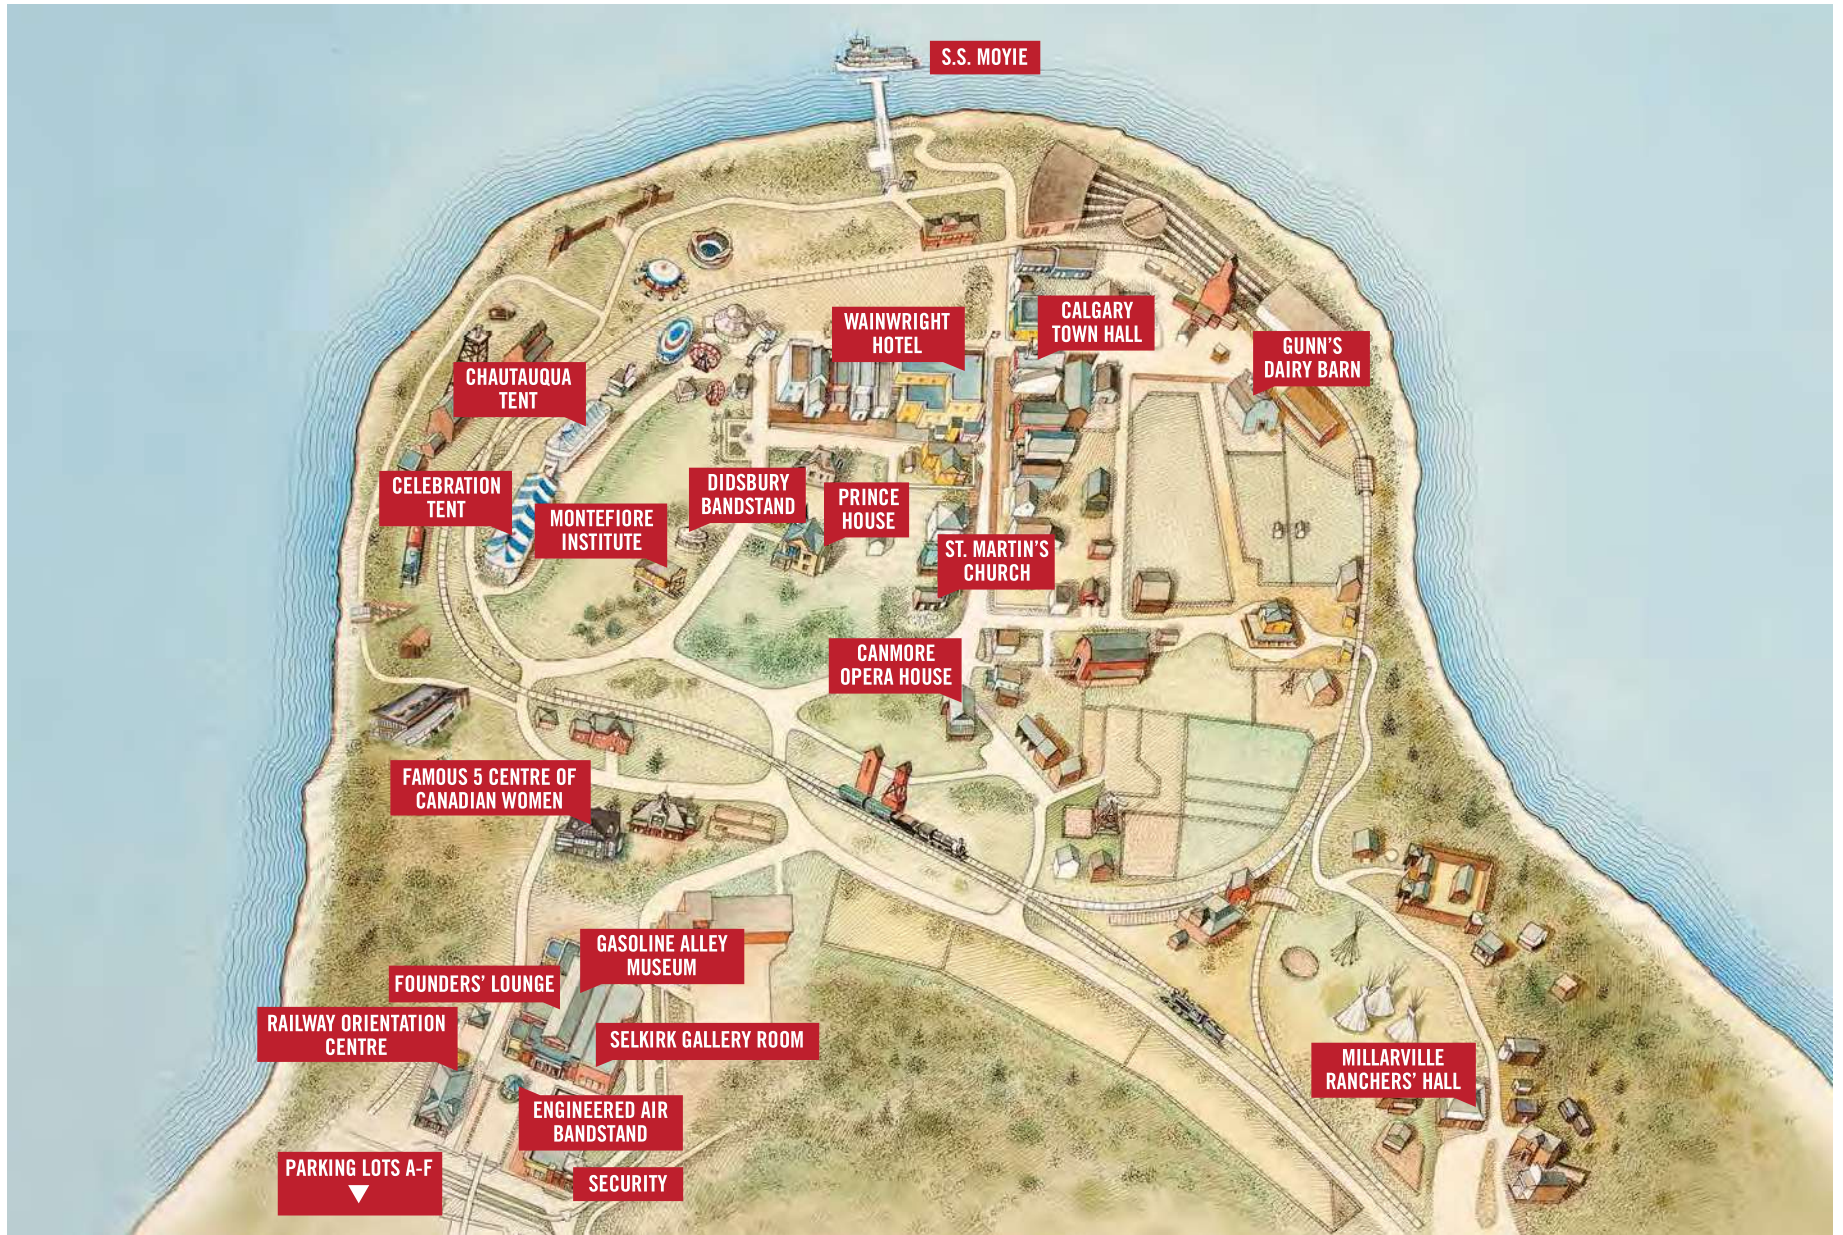 S.S. MOYIE
WAINWRIGHT
HOTEL
CALGARY
TOWN HALL
GUNN'S
DAIRY BARN
CHAUTAUQUA
TENT
CELEBRATION
TENT
MONTEFIORE
INSTITUTE
DIDSBURY
BANDSTAND
PRINCE
HOUSE
ST. MARTIN'S
CHURCH
CANMORE
OPERA HOUSE
FAMOUS 5 CENTRE OF
CANADIAN WOMEN
GASOLINE ALLEY
MUSEUM
FOUNDERS' LOUNGE
RAILWAY ORIENTATION
CENTRE
SELKIRK GALLERY ROOM
MILLARVILLE
RANCHERS' HALL
ENGINEERED AIR
BANDSTAND
PARKING LOTS A-F
SECURITY